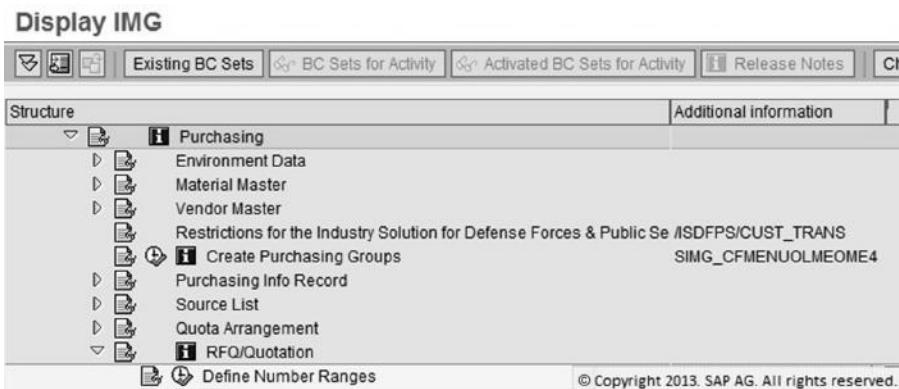 Display IMG
Existing BC Sets BC Sets for Activity Activated BC Sets for Activity Release Notes Ch
Structure Additional information
Purchasing
Environment Data
Material Master
Vendor Master
Restrictions for the Industry Solution for Defense Forces & Public Se /ISDFPS/CUST_TRANS
Create Purchasing Groups SIMG_CFMENUOLMEOME4
Purchasing Info Record
Source List
Quota Arrangement
RFQ/Quotation
Define Number Ranges
© Copyright 2013. SAP AG. All rights reserved.